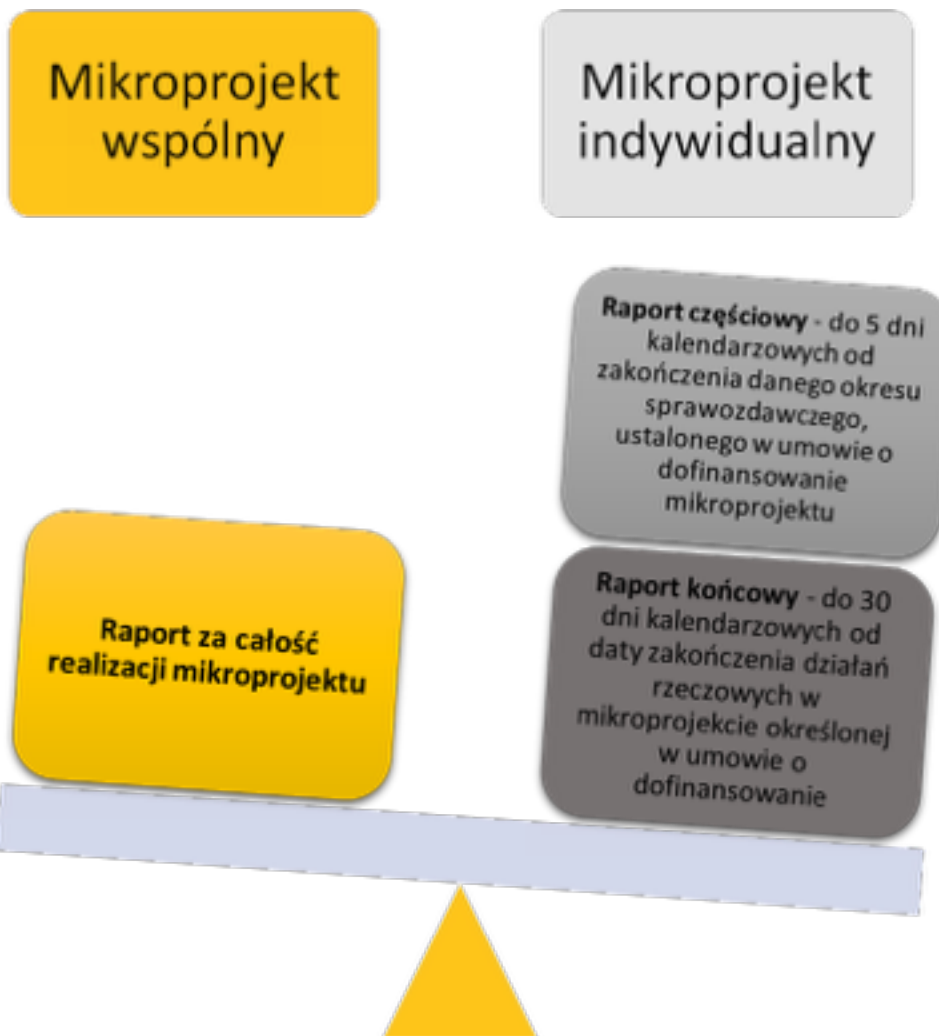 Mikroprojekt
wspólny
Mikroprojekt
indywidualny
Raport częściowy - do 5 dni
kalendarzowych od
zakończenia danego okresu
sprawozdawczego,
ustalonego w umowie o
dofinansowanie
mikroprojektu
Raport za całość
realizacji mikroprojektu
Raport końcowy - do 30
dni kalendarzowych od
daty zakończenia działań
rzeczowych w
mikroprojekcie określonej
w umowie o
dofinansowanie